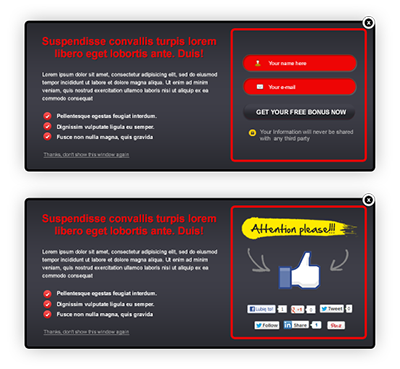 X
Suspendisse convallis turpis lorem
libero eget lobortis ante. Duis!
Lorem ipsum dolor sit amet, consectetur adipisicing elit, sed do eiusmod
tempor incididunt ut labore et dolore magna aliqua. Ut enim ad minim
veniam, quis nostrud exercitation ullamco laboris nisi ut aliquip ex ea
commodo consequat
Pellentesque egestas feugiat interdum.
Dignissim vulputate ligula eu semper.
Fusce non nulla magna, quis gravida
Thanks, don't show this window again
Your name here
Your e-mail
GET YOUR FREE BONUS NOW
Your Information will never be shared
with any third party
X
Suspendisse convallis turpis lorem
libero eget lobortis ante. Duis!
Lorem ipsum dolor sit amet, consectetur adipisicing elit, sed do eiusmod
tempor incididunt ut labore et dolore magna aliqua. Ut enim ad minim
veniam, quis nostrud exercitation ullamco laboris nisi ut aliquip ex ea
commodo consequat
Pellentesque egestas feugiat interdum.
Dignissim vulputate ligula eu semper.
Fusce non nulla magna, quis gravida
Thanks, don't show this window again
Attention please!!!
Lubię to! 1 +1 Tweet
Follow in Share 1 Pin it